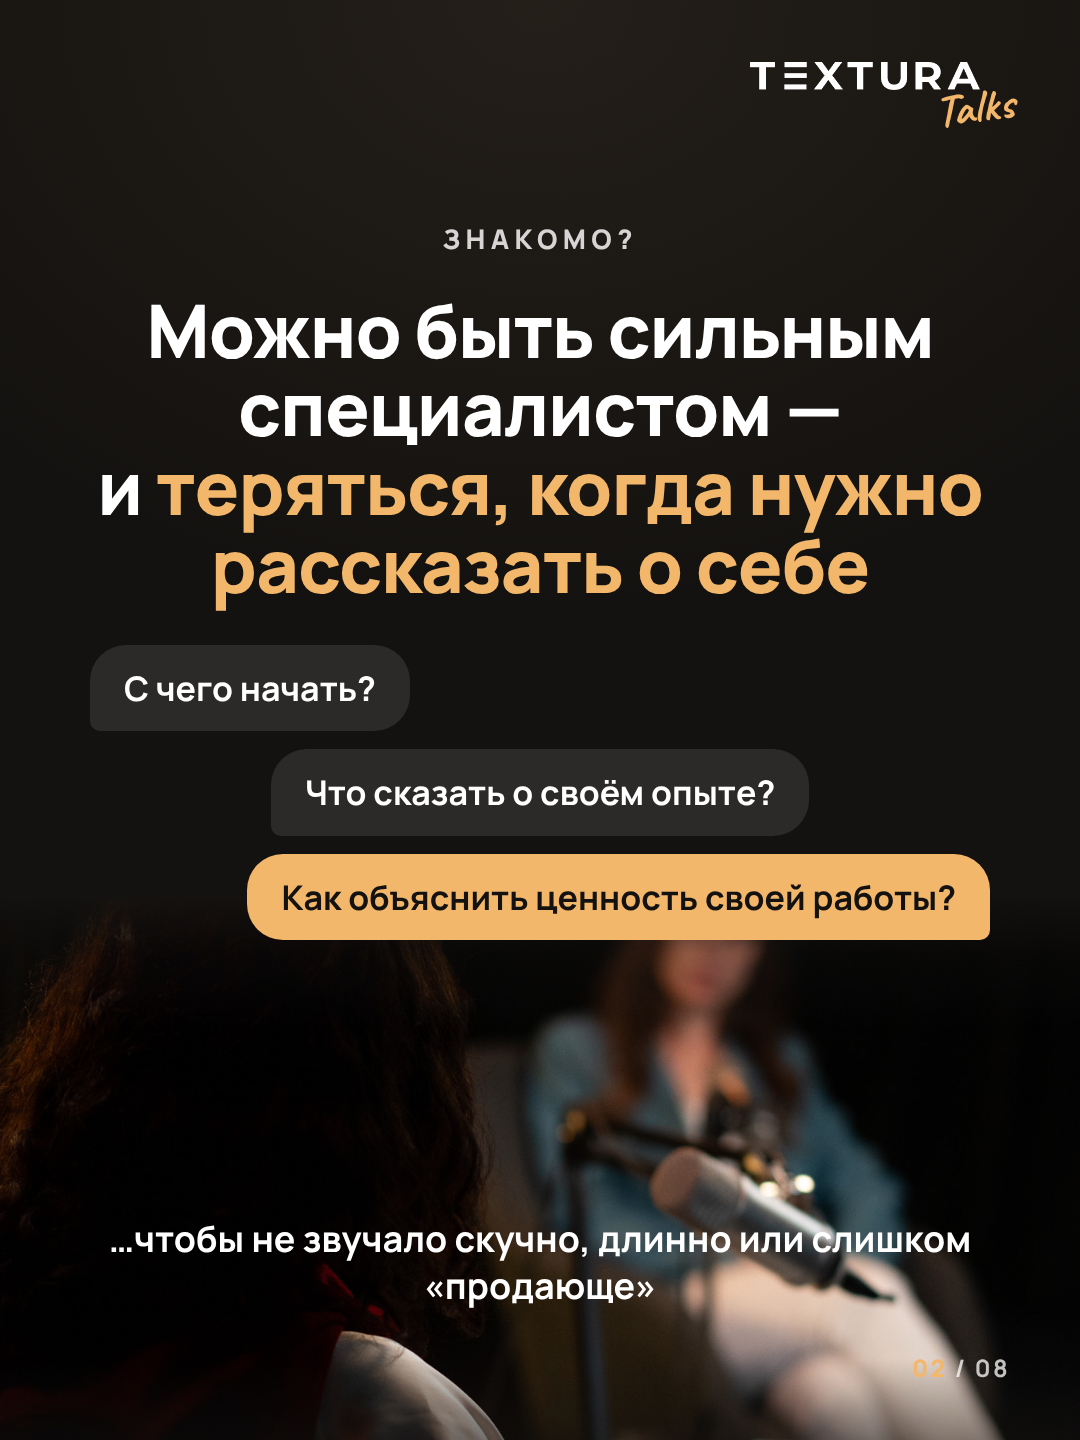 TEXTURA
Talks
ЗНАКОМО?
Можно быть сильным
специалистом —
и теряться, когда нужно
рассказать о себе
С чего начать?
Что сказать о своём опыте?
Как объяснить ценность своей работы?
...чтобы не звучало скучно, длинно или слишком
«продающе»
02 / 08